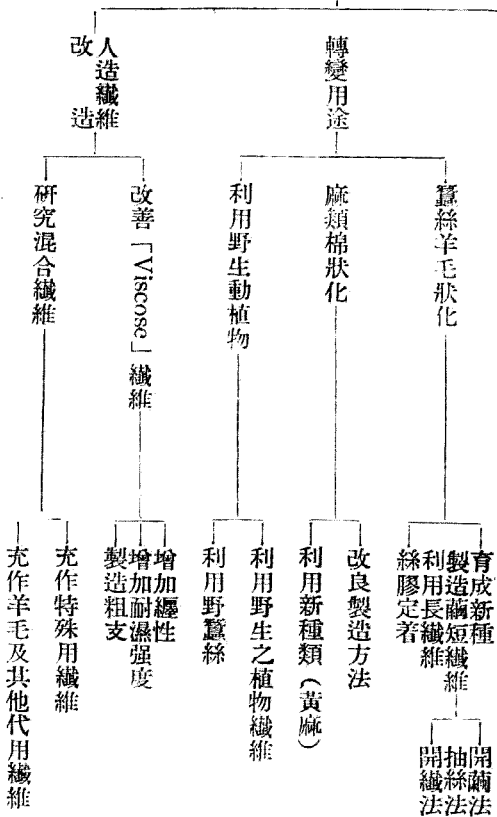 轉變用途
蠶絲羊毛狀化
育成新種
製造繭短纖維
開繭法
抽絲法
開纖法
利用長纖維
絲膠定着
麻類棉狀化
改良製造方法
利用新種類（黃麻）
利用野生動植物
利用野生之植物纖維
利用野蠶絲
人造纖維
改造
改善「Viscose」纖維
增加纒性
增加耐濕强度
製造粗支
研究混合纖維
充作特殊用纖維
充作羊毛及其他代用纖維